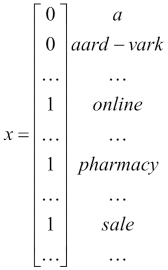 0 a
0 aard – vark
... ...
1 online
x = ... ...
1 pharmacy
... ...
1 sale
... ...